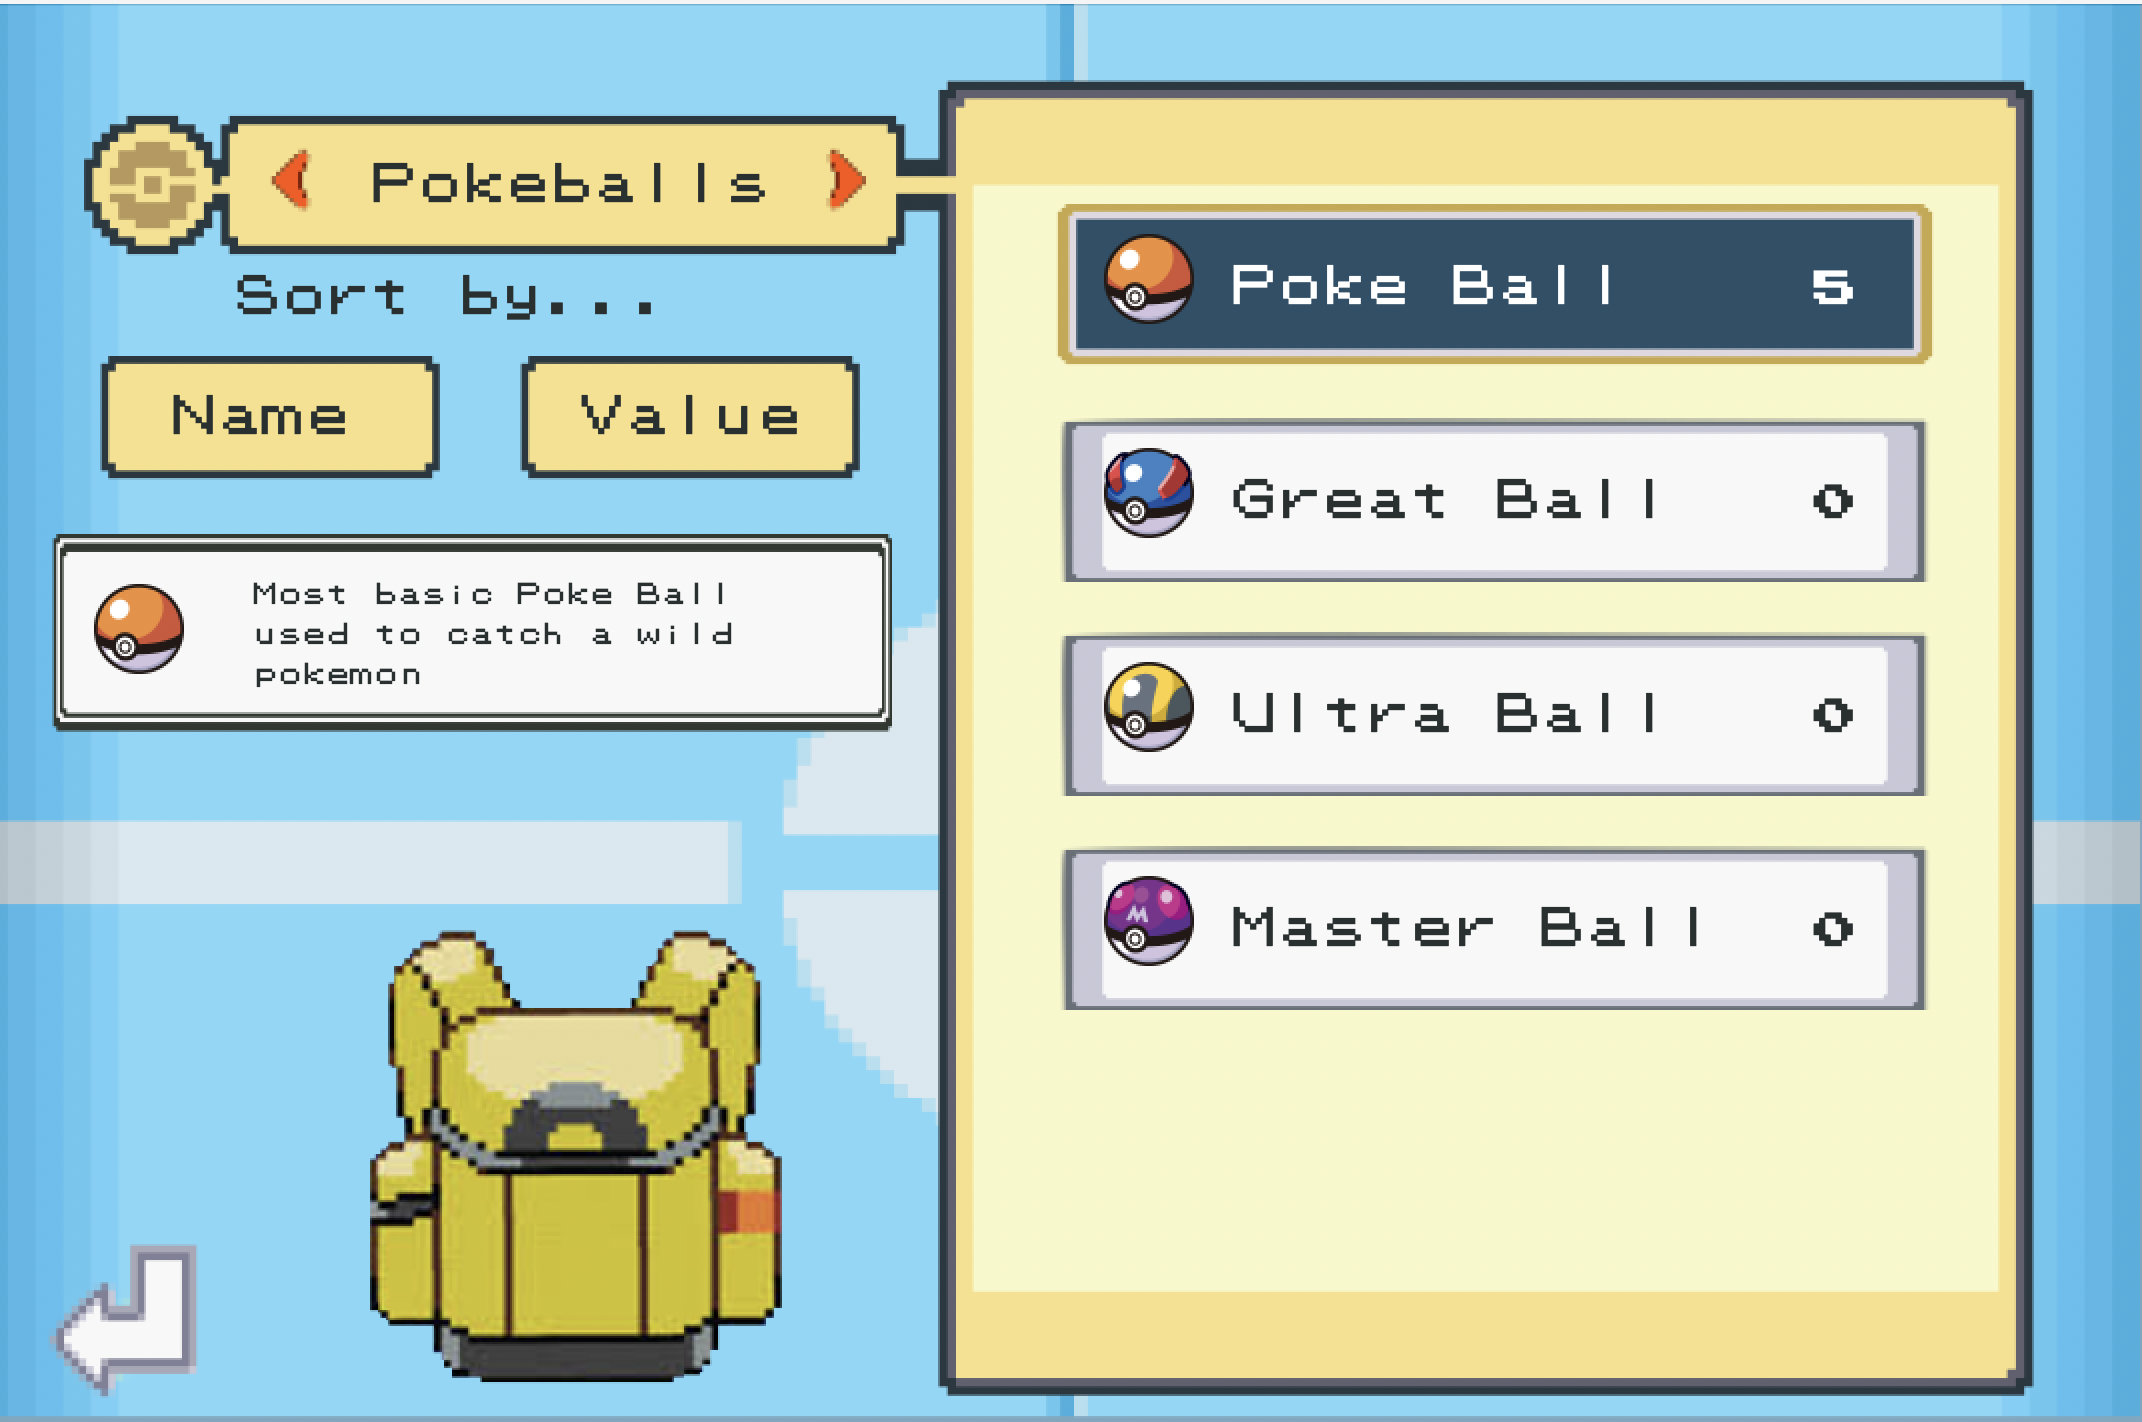 Pokeballs
Sort by...
Name
Value
Most basic Poke Ball
used to catch a wild
pokemon
Poke Ball 5
Great Ball 0
Ultra Ball 0
M
Master Ball 0